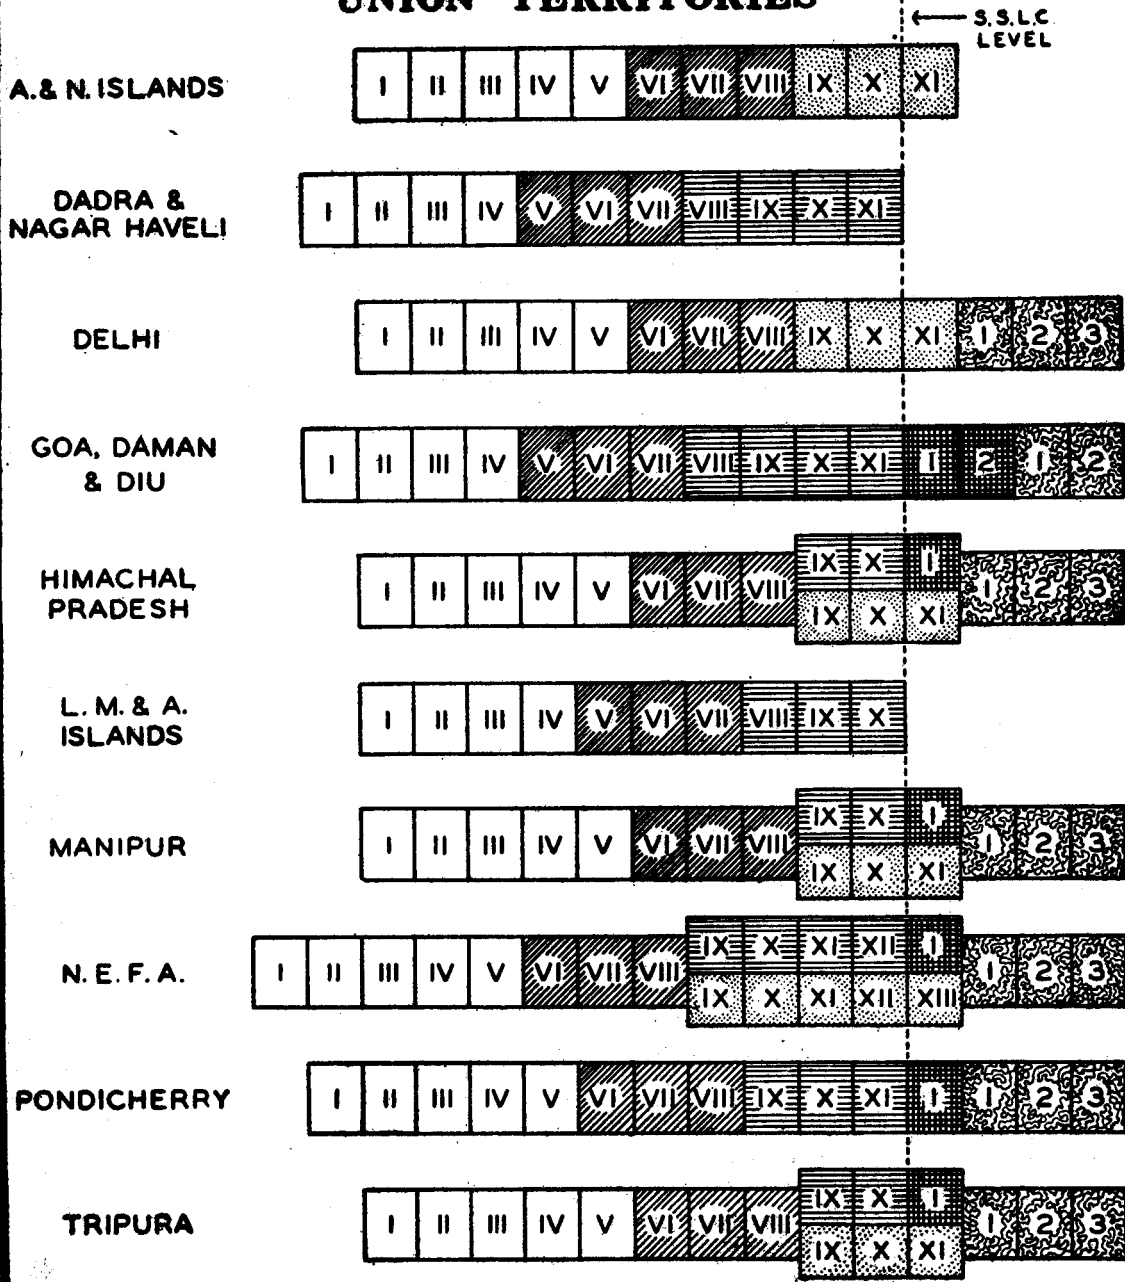 UNION TERRITORIES
S.S.L.C.
LEVEL
A. & N. ISLANDS I II III IV V VI VII VIII IX X XI
DADRA &
NAGAR HAVELI I II III IV V VI VII VIII IX X XI
DELHI I II III IV V VI VII VIII IX X XI 1 2 3
GOA, DAMAN
& DIU I II III IV V VI VII VIII IX X XI 1 2 1 2
HIMACHAL
PRADESH I II III IV V VI VII VIII 1 2 3
IX X I
IX X XI
L. M. & A.
ISLANDS I II III IV V VI VII VIII IX X
MANIPUR I II III IV V VI VII VIII 1 2 3
IX X I
IX X XI
N. E. F. A. I II III IV V VI VII VIII 1 2 3
IX X XI XII I
IX X XI XII XIII
PONDICHERRY I II III IV V VI VII VIII IX X XI 1 1 2 3
TRIPURA I II III IV V VI VII VIII 1 2 3
IX X I
IX X XI